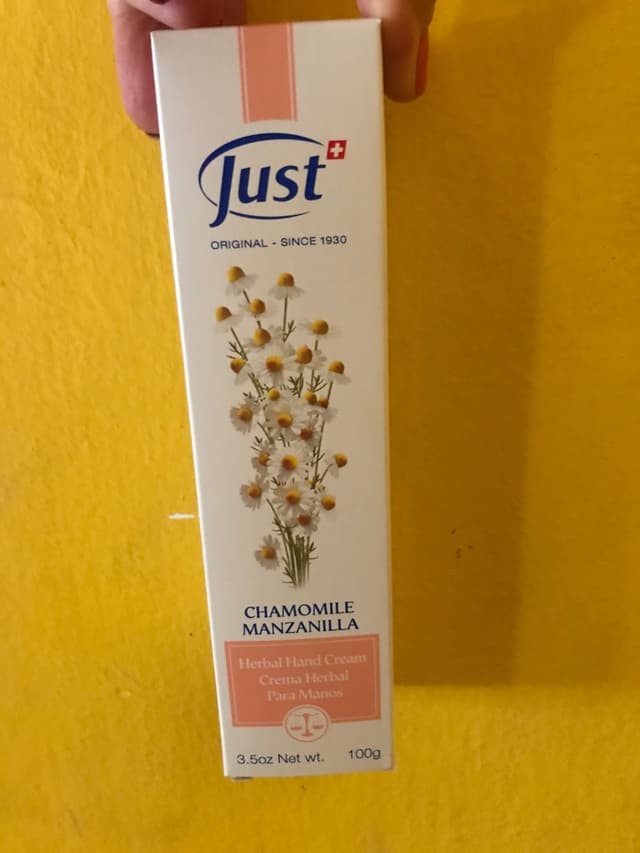 Just
ORIGINAL - SINCE 1930
CHAMOMILE
MANZANILLA
Herbal Hand Cream
Crema Herbal
Para Manos
3.5oz Net wt. 100g